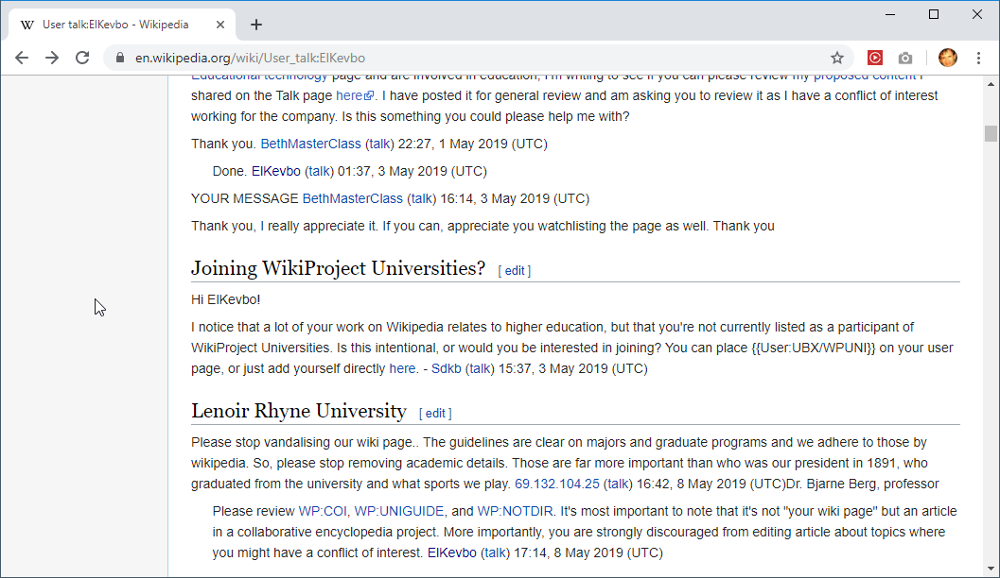 User talk:ElKevbo - Wikipedia
en.wikipedia.org/wiki/User_talk:ElKevbo
Educational technology page and are involved in education, I'm writing to see if you can please review my proposed content I
shared on the Talk page here. I have posted it for general review and am asking you to review it as I have a conflict of interest
working for the company. Is this something you could please help me with?
Thank you. BethMasterClass (talk) 22:27, 1 May 2019 (UTC)
Done. ElKevbo (talk) 01:37, 3 May 2019 (UTC)
YOUR MESSAGE BethMasterClass (talk) 16:14, 3 May 2019 (UTC)
Thank you, I really appreciate it. If you can, appreciate you watchlisting the page as well. Thank you
Joining WikiProject Universities? [ edit ]
Hi ElKevbo!
I notice that a lot of your work on Wikipedia relates to higher education, but that you're not currently listed as a participant of
WikiProject Universities. Is this intentional, or would you be interested in joining? You can place {{User:UBX/WPUNI}} on your user
page, or just add yourself directly here. - Sdkb (talk) 15:37, 3 May 2019 (UTC)
Lenoir Rhyne University [ edit ]
Please stop vandalising our wiki page.. The guidelines are clear on majors and graduate programs and we adhere to those by
wikipedia. So, please stop removing academic details. Those are far more important than who was our president in 1891, who
graduated from the university and what sports we play. 69.132.104.25 (talk) 16:42, 8 May 2019 (UTC)Dr. Bjarne Berg, professor
Please review WP:COI, WP:UNIGUIDE, and WP:NOTDIR. It's most important to note that it's not "your wiki page" but an article
in a collaborative encyclopedia project. More importantly, you are strongly discouraged from editing article about topics where
you might have a conflict of interest. ElKevbo (talk) 17:14, 8 May 2019 (UTC)